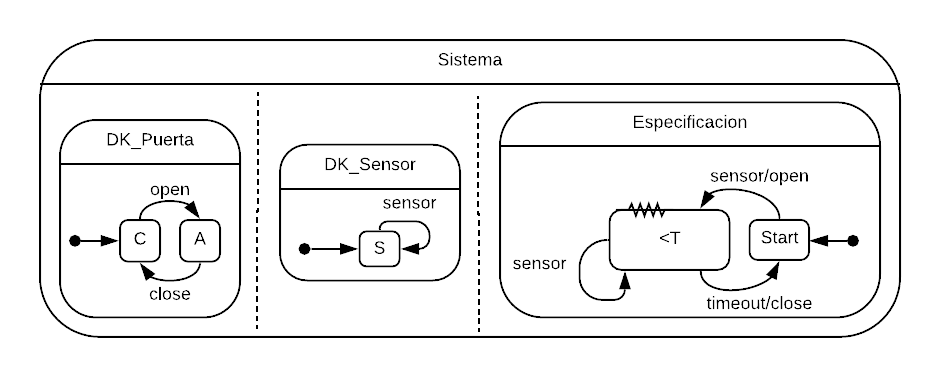 Sistema
DK_Puerta
open
C
A
close
DK_Sensor
sensor
S
Especificacion
sensor/open
<T
Start
sensor
timeout/close